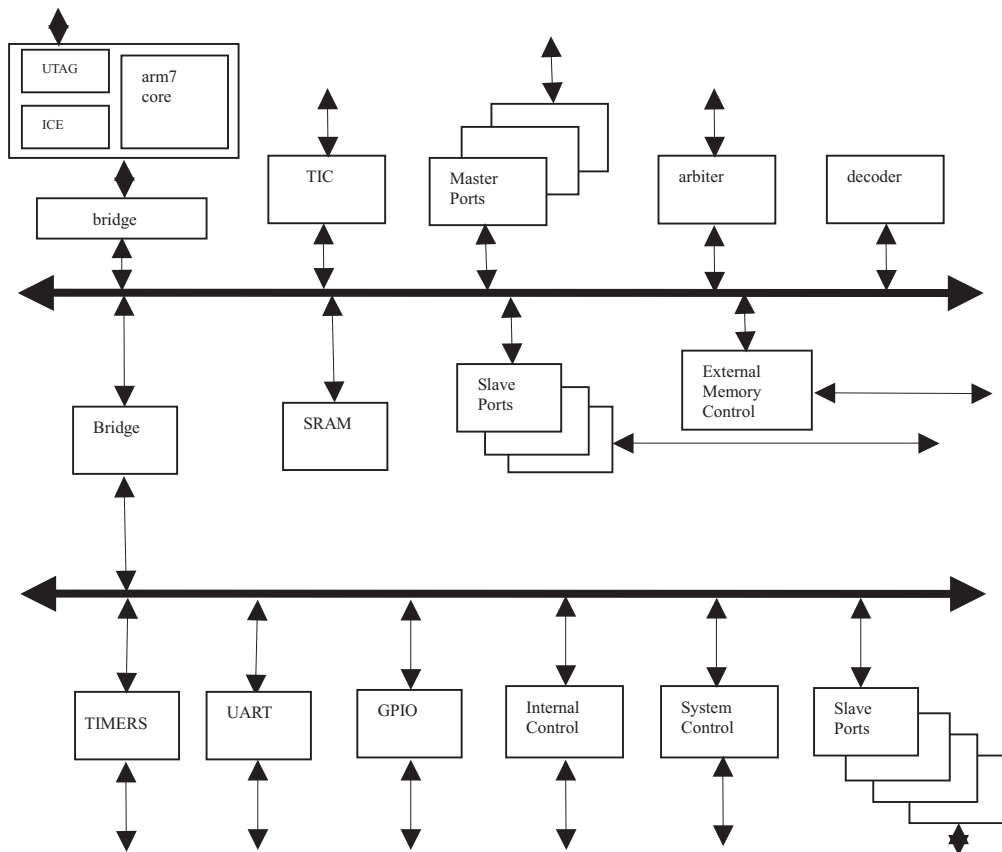 UTAG
arm7
core
ICE
TIC
Master
Ports
arbiter
decoder
bridge
Bridge
SRAM
Slave
Ports
External
Memory
Control
TIMERS
UART
GPIO
Internal
Control
System
Control
Slave
Ports